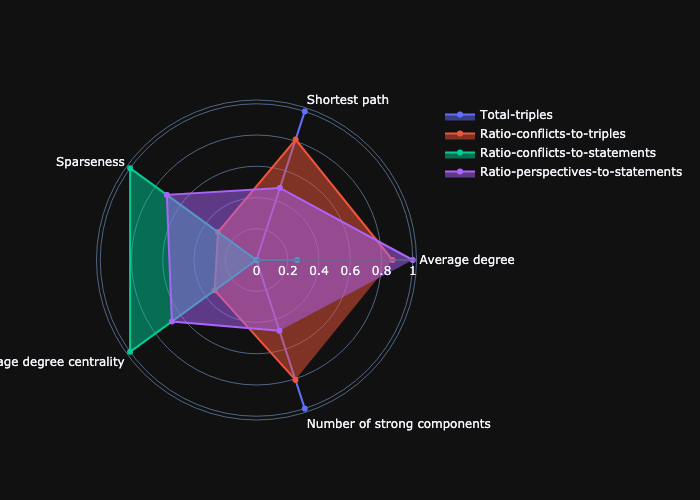 Shortest path
Total-triples
Ratio-conflicts-to-triples
Ratio-conflicts-to-statements
Sparseness
Ratio-perspectives-to-statements
Average degree
0 0.2 0.4 0.6 0.8 1
age degree centrality
Number of strong components